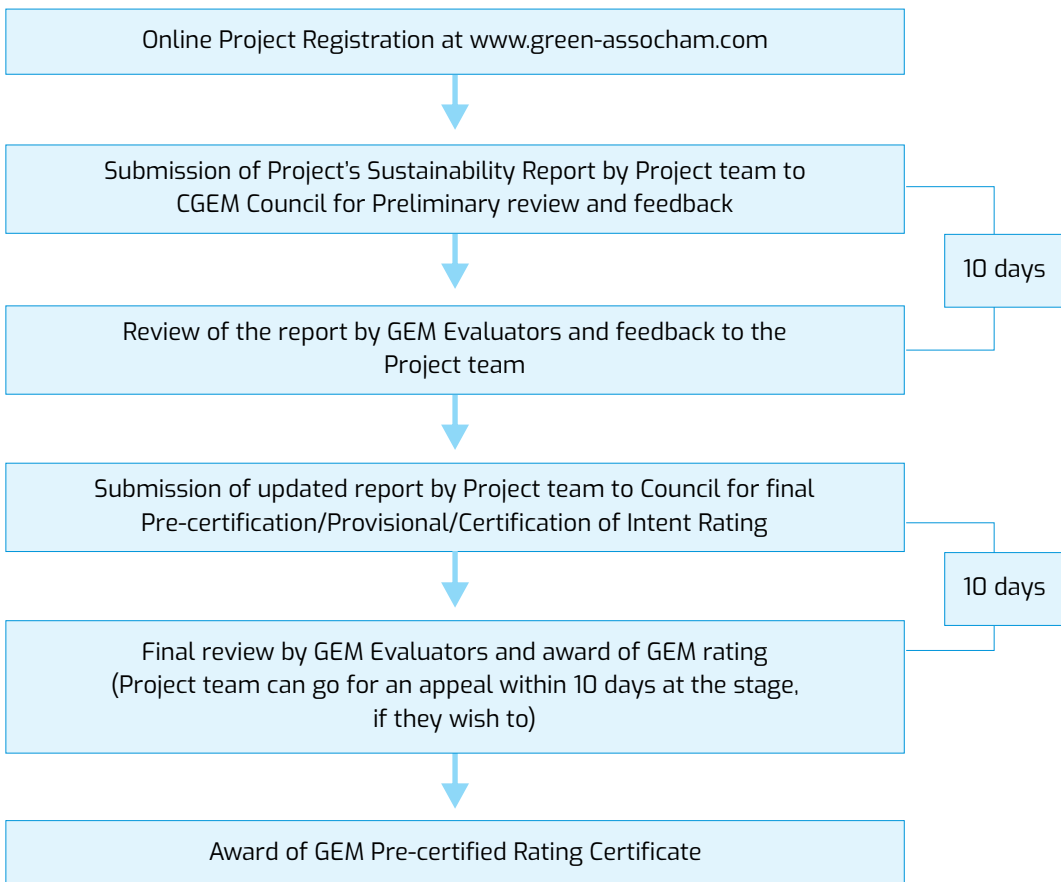 Online Project Registration at www.green-assocham.com
Submission of Project's Sustainability Report by Project team to
CGEM Council for Preliminary review and feedback
10 days
Review of the report by GEM Evaluators and feedback to the
Project team
Submission of updated report by Project team to Council for final
Pre-certification/Provisional/Certification of Intent Rating
10 days
Final review by GEM Evaluators and award of GEM rating
(Project team can go for an appeal within 10 days at the stage,
if they wish to)
Award of GEM Pre-certified Rating Certificate